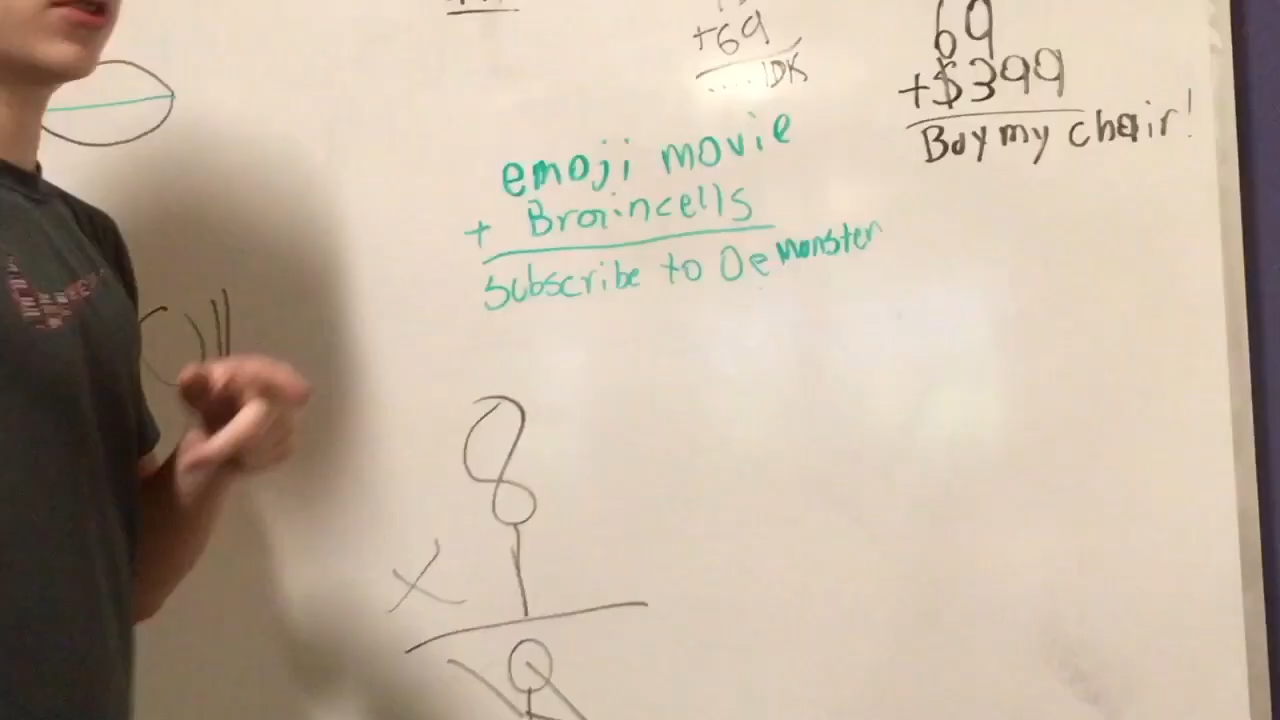 +69
....IDK
69
+$399
Buy my chair!
emoji movie
+ Braincells
Subscribe to Demonster
8
x 1